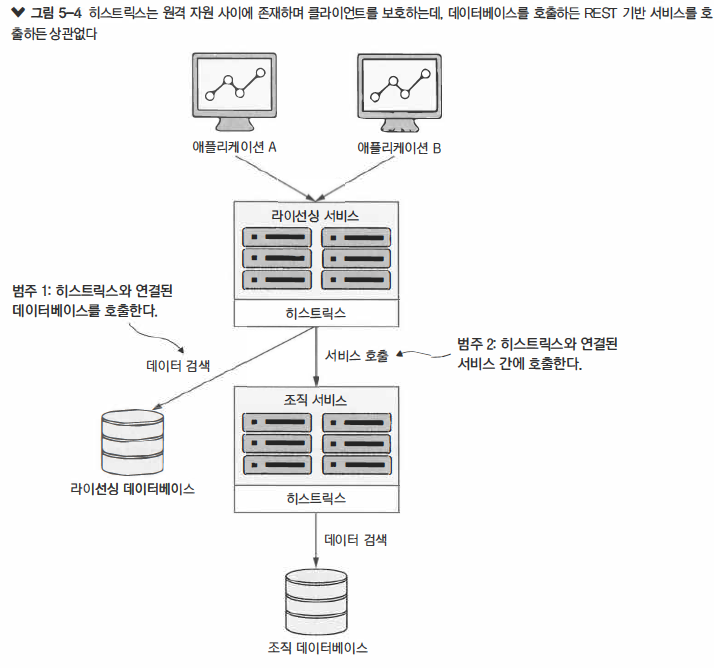 그림 5-4 히스트릭스는 원격 자원 사이에 존재하며 클라이언트를 보호하는데, 데이터베이스를 호출하든 REST 기반 서비스를 호
출하든 상관없다
애플리케이션 A
애플리케이션 B
라이선싱 서비스
히스트릭스
범주 1: 히스트릭스와 연결된
데이터베이스를 호출한다.
데이터 검색
서비스 호출
범주 2: 히스트릭스와 연결된
서비스 간에 호출한다.
조직 서비스
히스트릭스
라이선싱 데이터베이스
데이터 검색
조직 데이터베이스